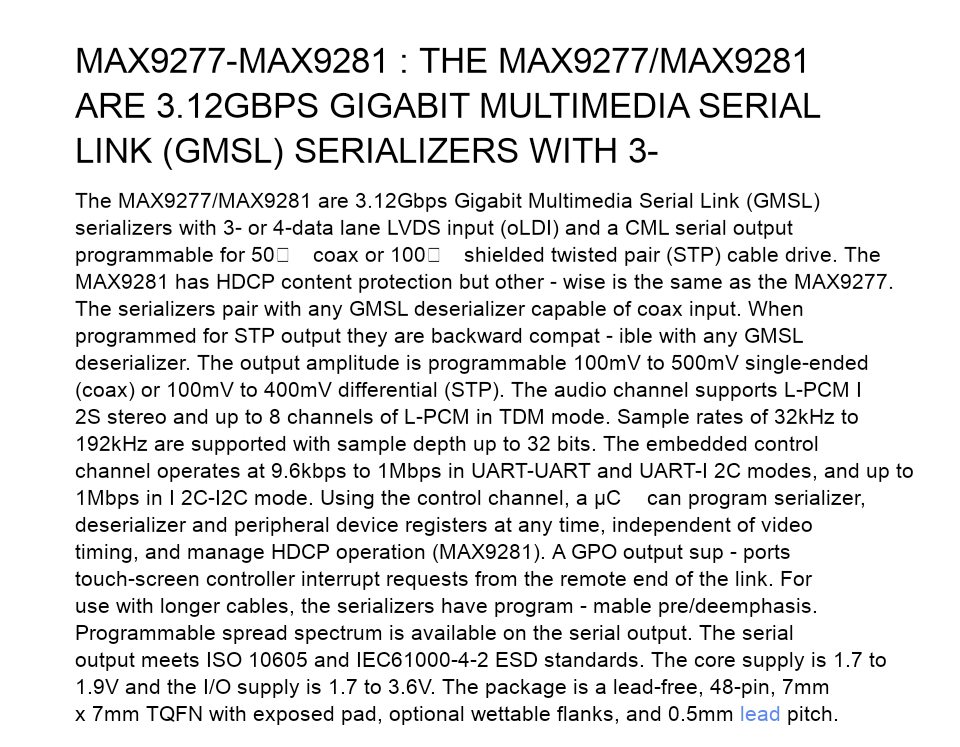 MAX9277-MAX9281 : THE MAX9277/MAX9281
ARE 3.12GBPS GIGABIT MULTIMEDIA SERIAL
LINK (GMSL) SERIALIZERS WITH 3-
The MAX9277/MAX9281 are 3.12Gbps Gigabit Multimedia Serial Link (GMSL)
serializers with 3- or 4-data lane LVDS input (oLDI) and a CML serial output
programmable for 50□ coax or 100□ shielded twisted pair (STP) cable drive. The
MAX9281 has HDCP content protection but other - wise is the same as the MAX9277.
The serializers pair with any GMSL deserializer capable of coax input. When
programmed for STP output they are backward compat - ible with any GMSL
deserializer. The output amplitude is programmable 100mV to 500mV single-ended
(coax) or 100mV to 400mV differential (STP). The audio channel supports L-PCM I
2S stereo and up to 8 channels of L-PCM in TDM mode. Sample rates of 32kHz to
192kHz are supported with sample depth up to 32 bits. The embedded control
channel operates at 9.6kbps to 1Mbps in UART-UART and UART-I 2C modes, and up to
1Mbps in I 2C-I2C mode. Using the control channel, a µC can program serializer,
deserializer and peripheral device registers at any time, independent of video
timing, and manage HDCP operation (MAX9281). A GPO output sup - ports
touch-screen controller interrupt requests from the remote end of the link. For
use with longer cables, the serializers have program - mable pre/deemphasis.
Programmable spread spectrum is available on the serial output. The serial
output meets ISO 10605 and IEC61000-4-2 ESD standards. The core supply is 1.7 to
1.9V and the I/O supply is 1.7 to 3.6V. The package is a lead-free, 48-pin, 7mm
x 7mm TQFN with exposed pad, optional wettable flanks, and 0.5mm lead pitch.